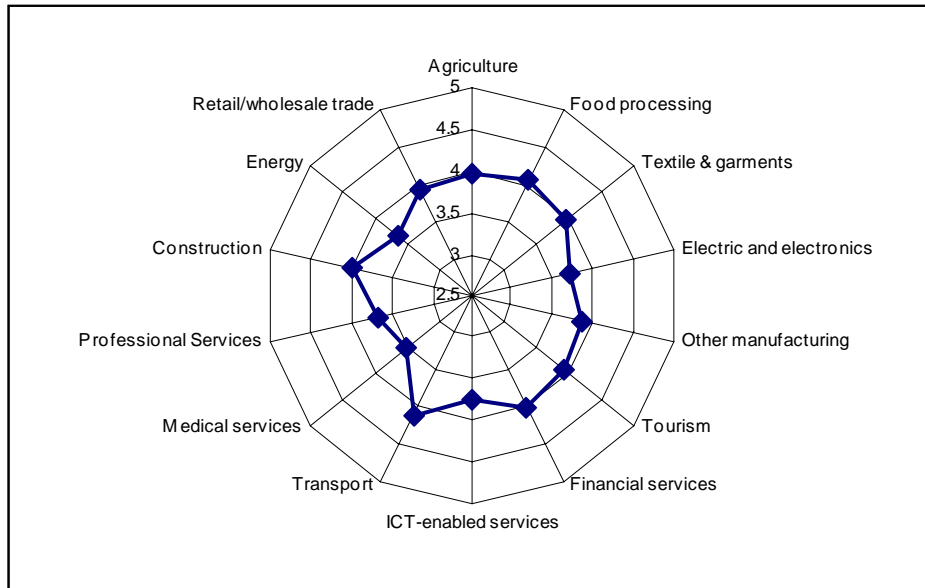 Agriculture
5
Retail/wholesale trade
Food processing
4.5
Energy
Textile & garments
4
3.5
Construction
Electric and electronics
3
2.5
Professional Services
Other manufacturing
Medical services
Tourism
Transport
Financial services
ICT-enabled services